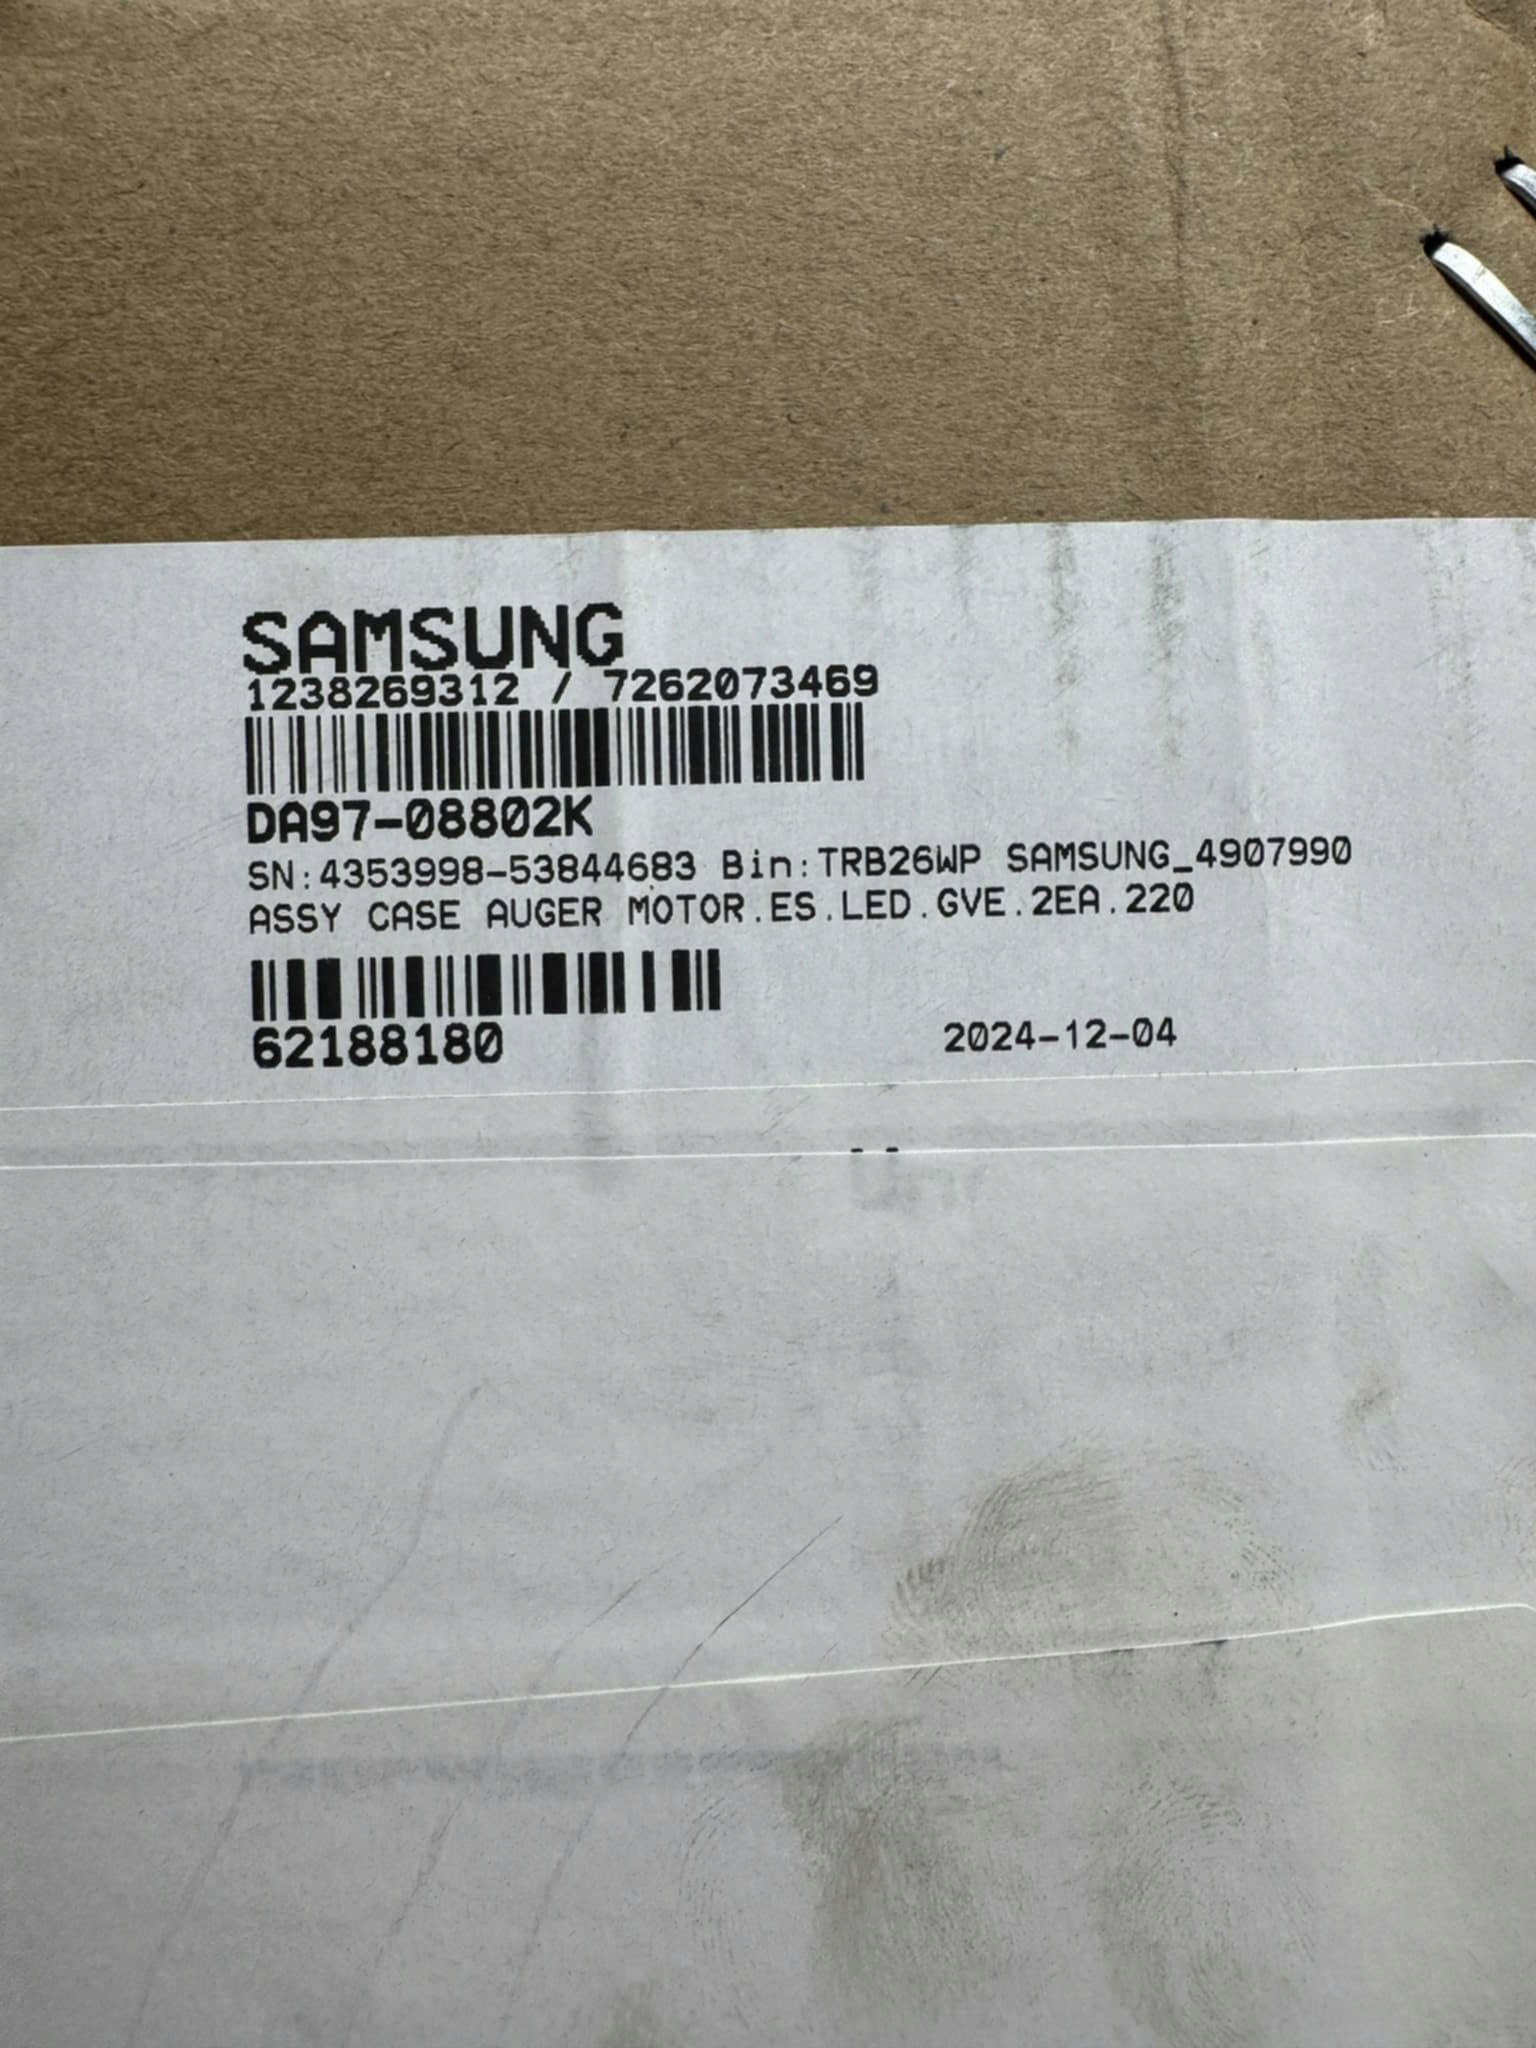 SAMSUNG
1238269312 / 7262073469
DA97-08802K
SN:4353998-53844683 Bin:TRB26WP SAMSUNG_4907990
ASSY CASE AUGER MOTOR.ES.LED.GVE.2EA.220
62188180
2024-12-04